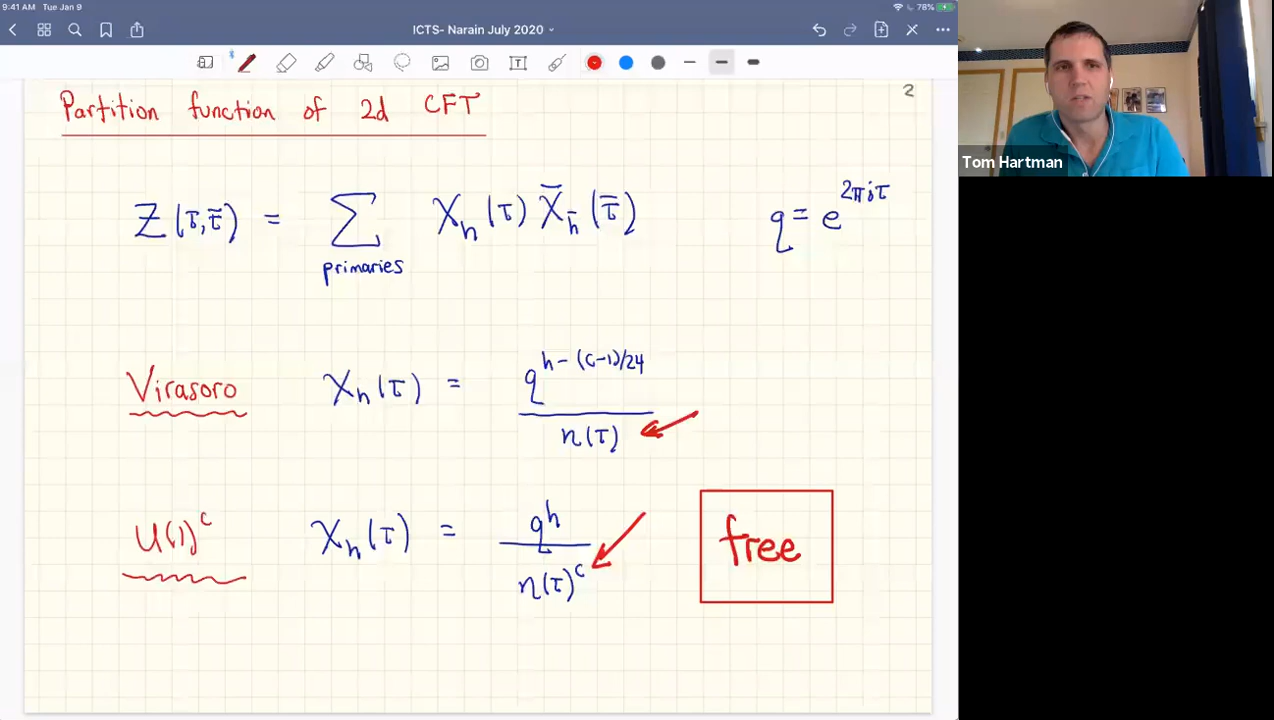 9:41 AM Tue Jan 9
78%
ICTS- Narain July 2020
2
Partition function of 2d CFT
Z(τ,τ̄) = ∑ χ_h(τ) χ̄_h̄(τ̄)
primaries
q = e^{2πiτ}
Virasoro χ_h(τ) = q^{h-(c-1)/24} / η(τ)
U(1)^c χ_h(τ) = q^h / η(τ)^c
free
Tom Hartman